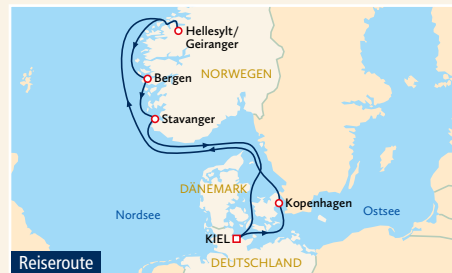 Hellesylt/
Geiranger
NORWEGEN
Bergen
Stavanger
DÄNEMARK
Kopenhagen
Nordsee
Ostsee
KIEL
DEUTSCHLAND
Reiseroute